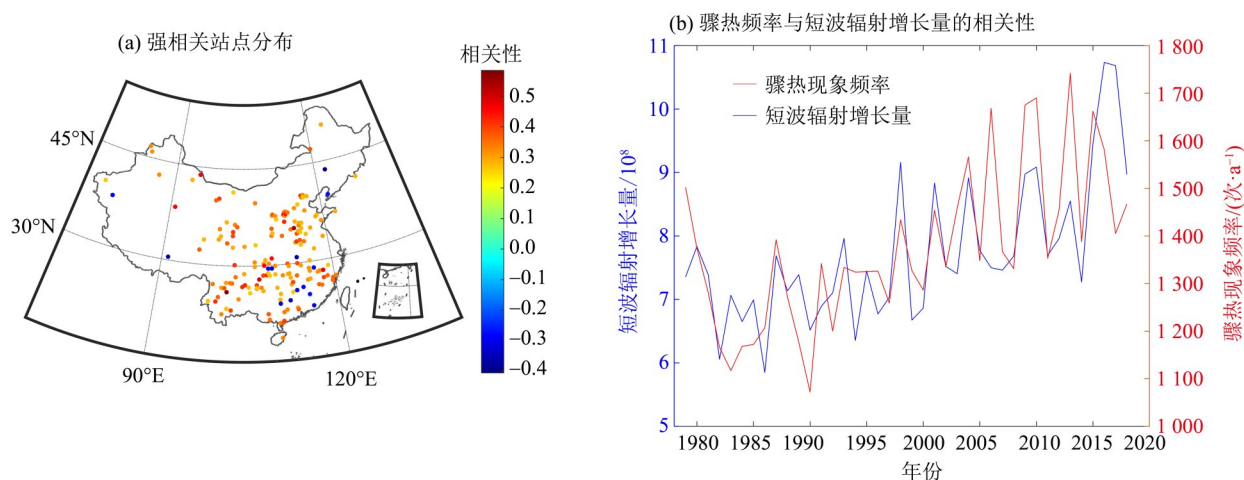 (a) 强相关站点分布
相关性
0.5
0.4
0.3
0.2
0.1
0.0
−0.1
−0.2
−0.3
−0.4
45°N
30°N
90°E
120°E
(b) 骤热频率与短波辐射增长量的相关性
骤热现象频率
短波辐射增长量
短波辐射增长量/10⁸
11
10
9
8
7
6
5
1 800
1 700
1 600
1 500
1 400
1 300
1 200
1 100
1 000
骤热现象频率/(次·a⁻¹)
1980 1985 1990 1995 2000 2005 2010 2015 2020
年份